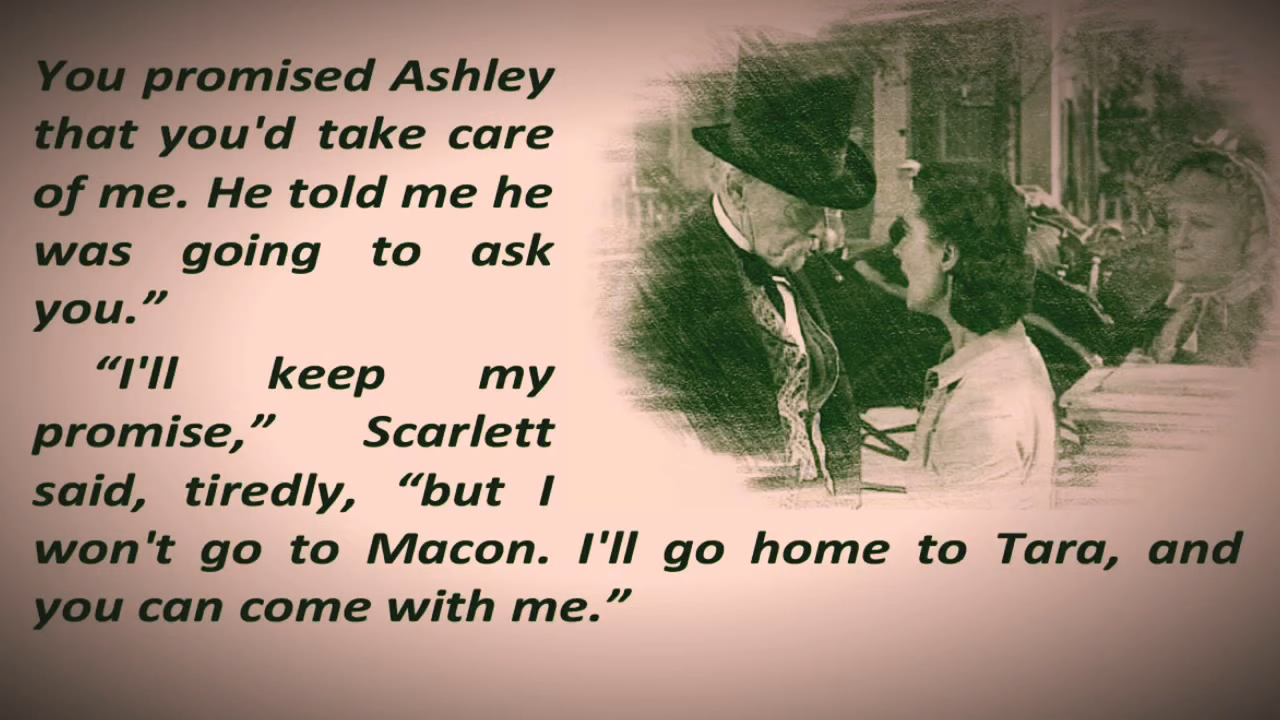 You promised Ashley
that you'd take care
of me. He told me he
was going to ask
you.”
“I'll keep my
promise,” Scarlett
said, tiredly, “but I
won't go to Macon. I'll go home to Tara, and
you can come with me.”